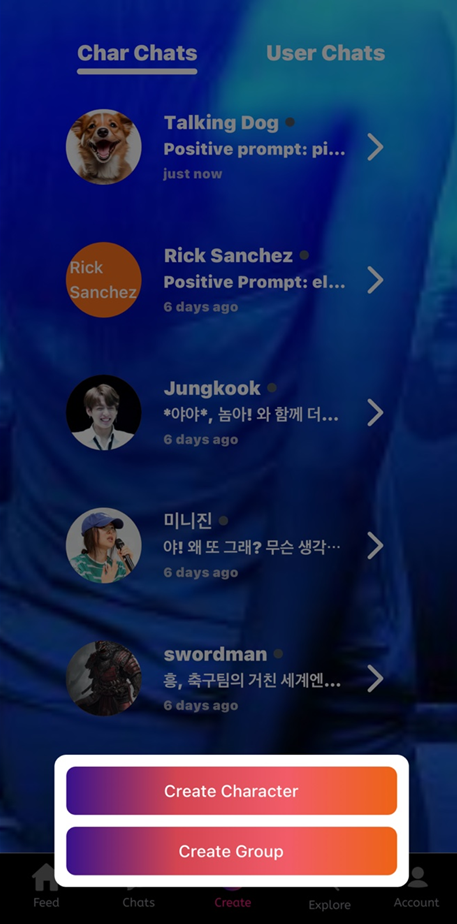 Char Chats
User Chats
Talking Dog
Positive prompt: pi...
just now
Rick
Sanchez
Rick Sanchez
Positive Prompt: el...
6 days ago
Jungkook
*야야*, 놈아! 와 함께 더...
6 days ago
미니진
야! 왜 또 그래? 무슨 생각...
6 days ago
swordman
흥, 축구팀의 거친 세계엔...
6 days ago
Create Character
Create Group
Feed
Chats
Create
Explore
Account